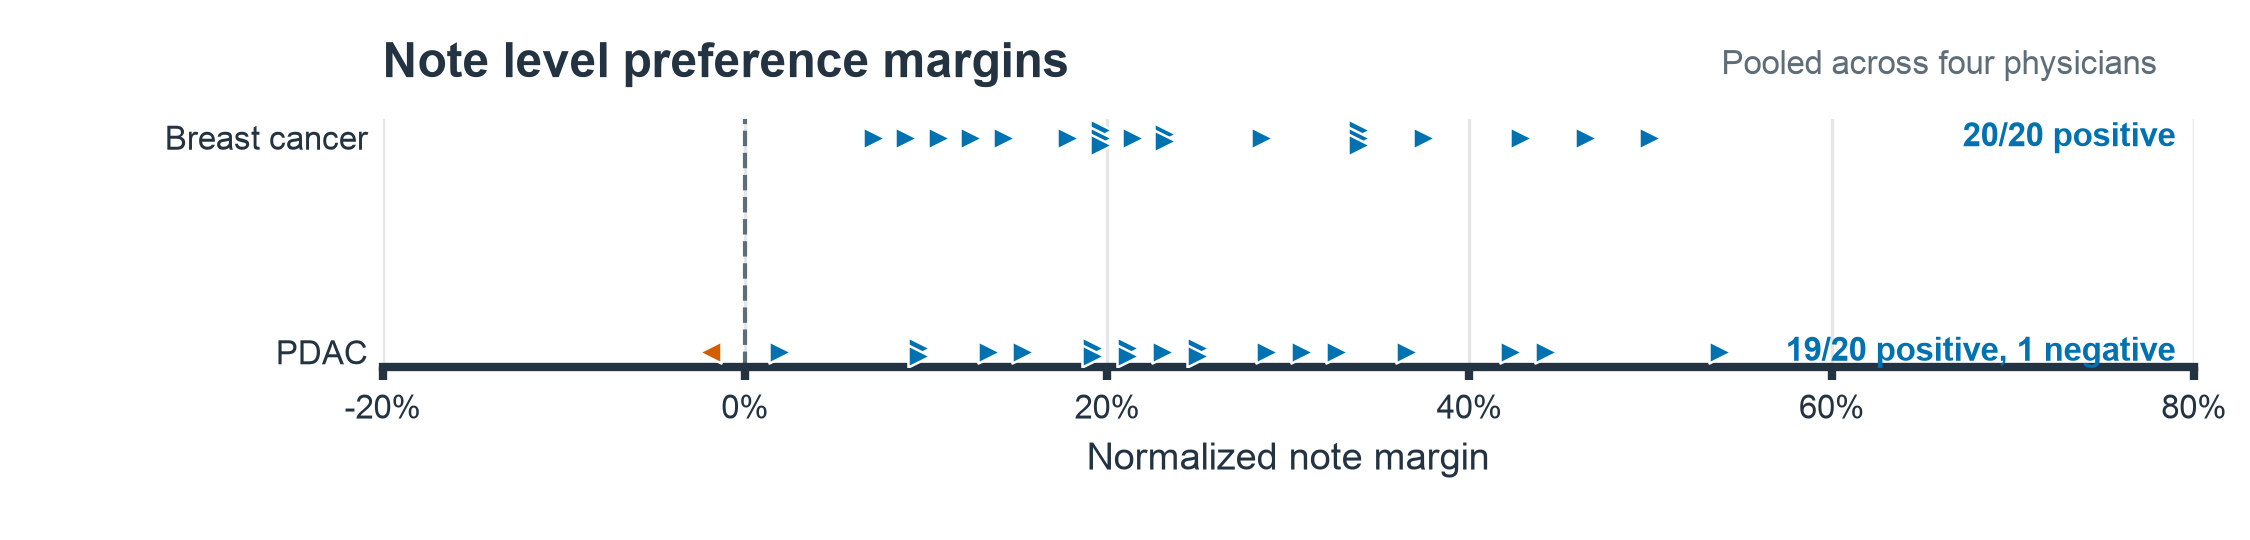 Note level preference margins
Pooled across four physicians
Breast cancer
20/20 positive
PDAC
19/20 positive, 1 negative
-20% 0% 20% 40% 60% 80%
Normalized note margin